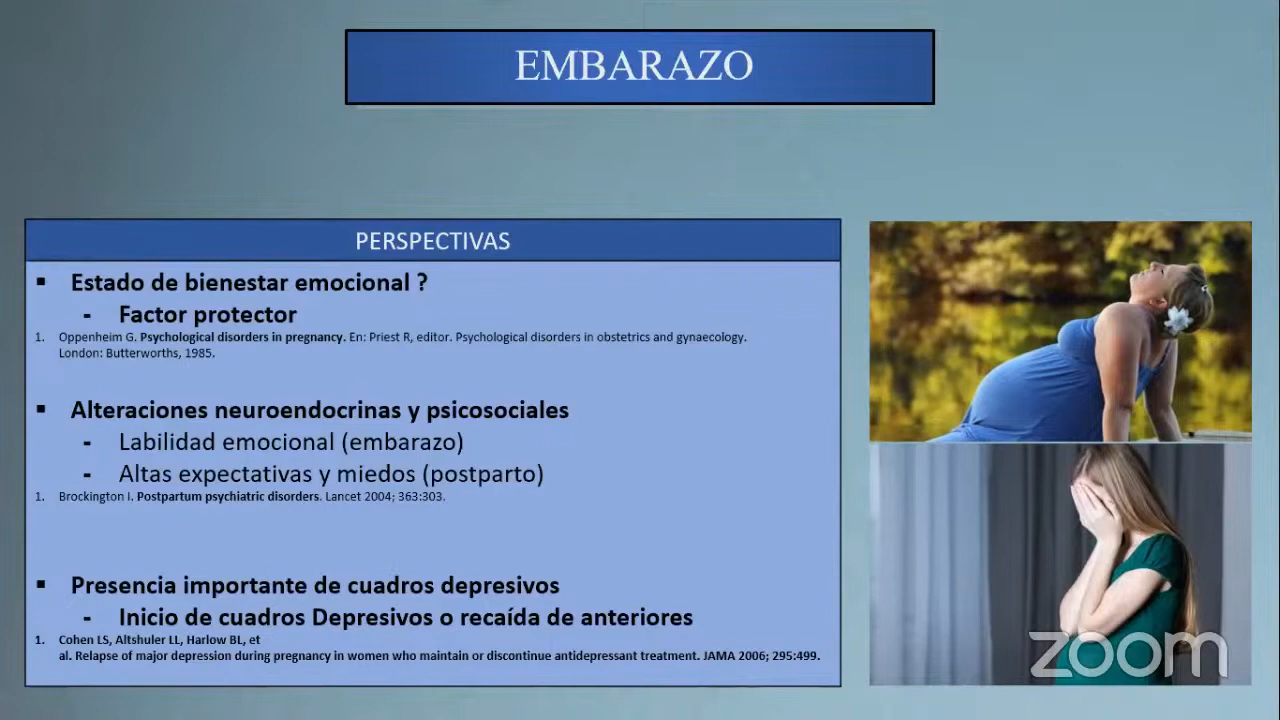 EMBARAZO
PERSPECTIVAS
▪ Estado de bienestar emocional ?
- Factor protector
1. Oppenheim G. Psychological disorders in pregnancy. En: Priest R, editor. Psychological disorders in obstetrics and gynaecology.
London: Butterworths, 1985.
▪ Alteraciones neuroendocrinas y psicosociales
- Labilidad emocional (embarazo)
- Altas expectativas y miedos (postparto)
1. Brockington I. Postpartum psychiatric disorders. Lancet 2004; 363:303.
▪ Presencia importante de cuadros depresivos
- Inicio de cuadros Depresivos o recaída de anteriores
1. Cohen LS, Altshuler LL, Harlow BL, et
al. Relapse of major depression during pregnancy in women who maintain or discontinue antidepressant treatment. JAMA 2006; 295:499.
zoom